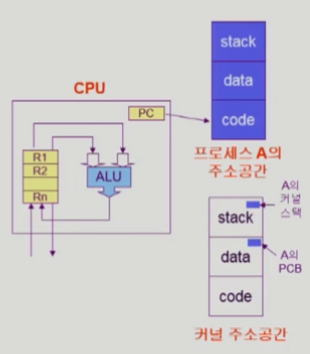 CPU
PC
R1
R2
Rn
ALU
stack
data
code
프로세스 A의
주소공간
A의
커널
스택
stack
data
A의
PCB
code
커널 주소공간